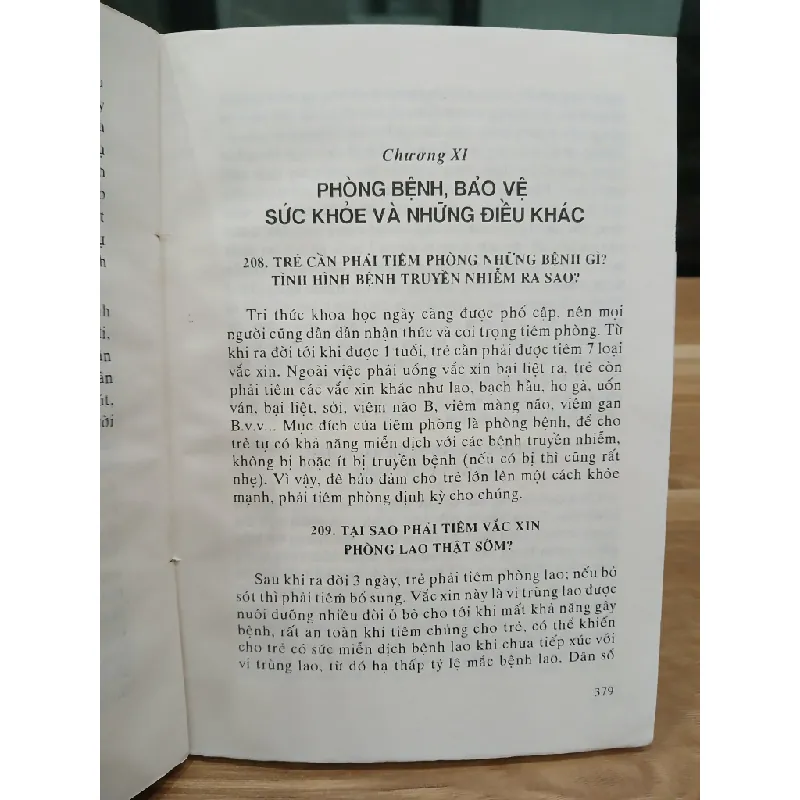 Chương XI
PHÒNG BỆNH, BẢO VỆ
SỨC KHỎE VÀ NHỮNG ĐIỀU KHÁC
208. TRẺ CẦN PHẢI TIÊM PHÒNG NHỮNG BỆNH GÌ?
TÌNH HÌNH BỆNH TRUYỀN NHIỄM RA SAO?
Tri thức khoa học ngày càng được phổ cập, nên mọi
người cũng dần dần nhận thức và coi trọng tiêm phòng. Từ
khi ra đời tới khi được 1 tuổi, trẻ cần phải được tiêm 7 loại
vắc xin. Ngoài việc phải uống vắc xin bại liệt ra, trẻ còn
phải tiêm các vắc xin khác như lao, bạch hầu, ho gà, uốn
ván, bại liệt, sởi, viêm não B, viêm màng não, viêm gan
B.v.v... Mục đích của tiêm phòng là phòng bệnh, để cho
trẻ tự có khả năng miễn dịch với các bệnh truyền nhiễm,
không bị hoặc ít bị truyền bệnh (nếu có bị thì cũng rất
nhẹ). Vì vậy, để bảo đảm cho trẻ lớn lên một cách khỏe
mạnh, phải tiêm phòng định kỳ cho chúng.
209. TẠI SAO PHẢI TIÊM VẮC XIN
PHÒNG LAO THẬT SỚM?
Sau khi ra đời 3 ngày, trẻ phải tiêm phòng lao; nếu bỏ
sót thì phải tiêm bổ sung. Vắc xin này là vi trùng lao được
nuôi dưỡng nhiều đời ở bò cho tới khi mất khả năng gây
bệnh, rất an toàn khi tiêm chúng cho trẻ, có thể khiến
cho trẻ có sức miễn dịch bệnh lao khi chưa tiếp xúc với
vi trùng lao, từ đó hạ thấp tỷ lệ mắc bệnh lao. Dân số
379